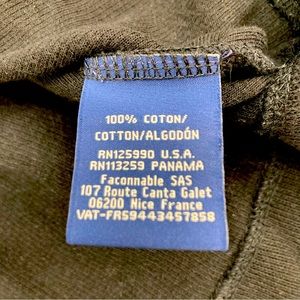 100% COTON/
COTTON/ALGODÓN
RN125990 U.S.A.
RN113259 PANAMA
Faconnable SAS
107 Route Canta Galet
06200 Nice France
VAT-FR59443457858